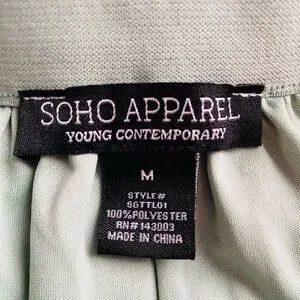 SOHO APPAREL
YOUNG CONTEMPORARY
M
STYLE#
SGTTL01
100%POLYESTER
RN#143003
MADE IN CHINA